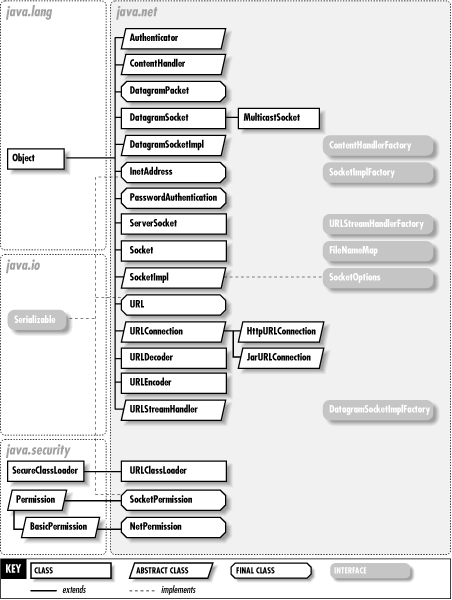 java.lang
java.net
Authenticator
ContentHandler
DatagramPacket
DatagramSocket
MulticastSocket
DatagramSocketImpl
ContentHandlerFactory
Object
InetAddress
SocketImplFactory
PasswordAuthentication
ServerSocket
URLStreamHandlerFactory
Socket
FileNameMap
java.io
SocketImpl
SocketOptions
URL
Serializable
URLConnection
HttpURLConnection
URLDecoder
JarURLConnection
URLEncoder
URLStreamHandler
DatagramSocketImplFactory
java.security
SecureClassLoader
URLClassLoader
Permission
SocketPermission
BasicPermission
NetPermission
KEY
CLASS
ABSTRACT CLASS
FINAL CLASS
INTERFACE
extends
implements